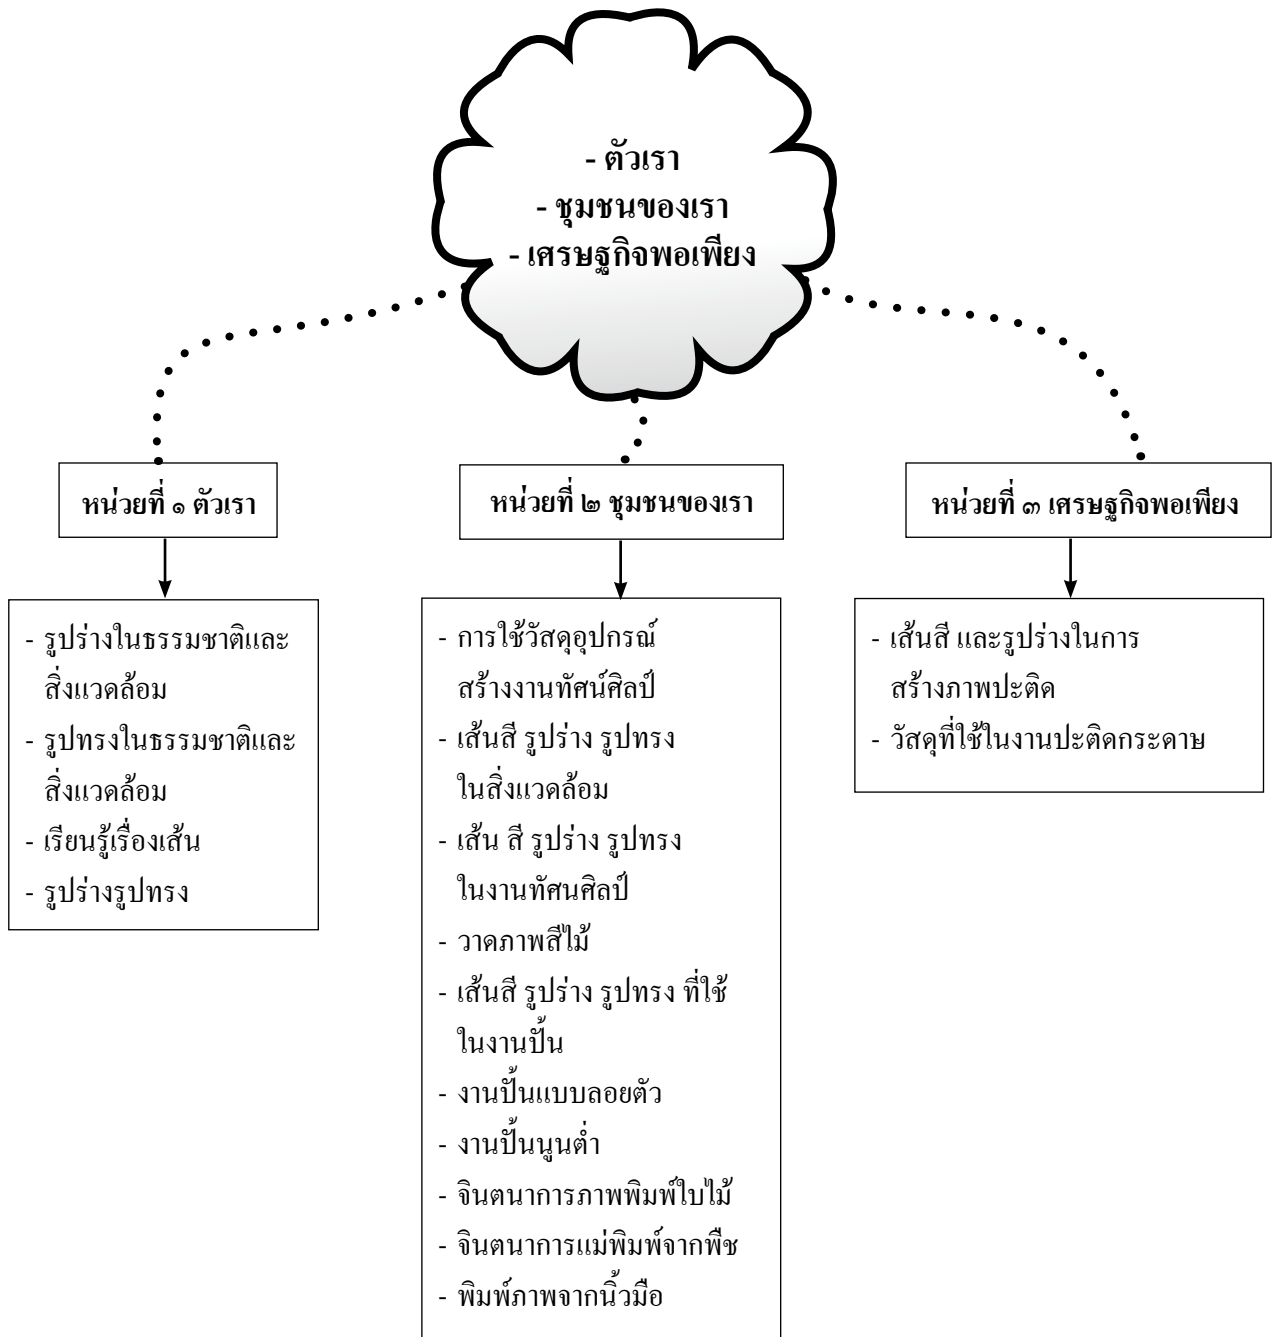 - ตัวเรา
- ชุมชนของเรา
- เศรษฐกิจพอเพียง
หน่วยที่ ๑ ตัวเรา
- รูปร่างในธรรมชาติและ
สิ่งแวดล้อม
- รูปทรงในธรรมชาติและ
สิ่งแวดล้อม
- เรียนรู้เรื่องเส้น
- รูปร่างรูปทรง
หน่วยที่ ๒ ชุมชนของเรา
- การใช้วัสดุอุปกรณ์
สร้างงานทัศน์ศิลป์
- เส้นสี รูปร่าง รูปทรง
ในสิ่งแวดล้อม
- เส้น สี รูปร่าง รูปทรง
ในงานทัศนศิลป์
- วาดภาพสีไม้
- เส้นสี รูปร่าง รูปทรง ที่ใช้
ในงานปั้น
- งานปั้นแบบลอยตัว
- งานปั้นนูนต่ำ
- จินตนาการภาพพิมพ์ใบไม้
- จินตนาการแม่พิมพ์จากพืช
- พิมพ์ภาพจากนิ้วมือ
หน่วยที่ ๓ เศรษฐกิจพอเพียง
- เส้นสี และรูปร่างในการ
สร้างภาพปะติด
- วัสดุที่ใช้ในงานปะติดกระดาษ